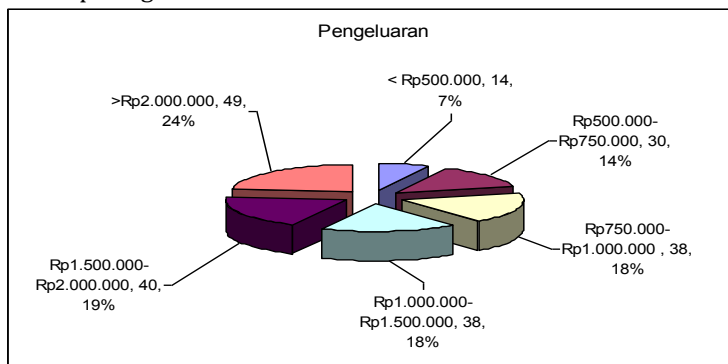 Pengeluaran
< Rp500.000, 14,
7%
Rp500.000-
Rp750.000, 30,
14%
Rp750.000-
Rp1.000.000 , 38,
18%
Rp1.000.000-
Rp1.500.000, 38,
18%
Rp1.500.000-
Rp2.000.000, 40,
19%
>Rp2.000.000, 49,
24%